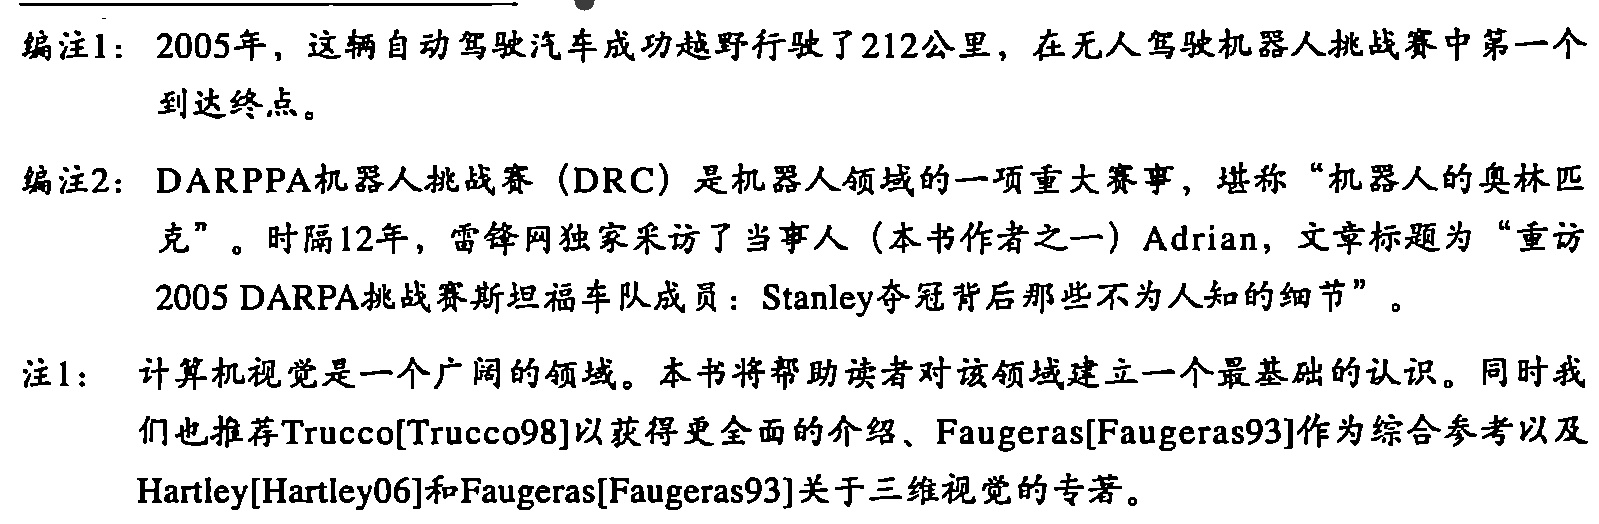 编注1： 2005年，这辆自动驾驶汽车成功越野行驶了212公里，在无人驾驶机器人挑战赛中第一个
到达终点。
编注2： DARPPA机器人挑战赛（DRC）是机器人领域的一项重大赛事，堪称“机器人的奥林匹
克”。时隔12年，雷锋网独家采访了当事人（本书作者之一）Adrian，文章标题为“重访
2005 DARPA挑战赛斯坦福车队成员：Stanley夺冠背后那些不为人知的细节”。
注1： 计算机视觉是一个广阔的领域。本书将帮助读者对该领域建立一个最基础的认识。同时我
们也推荐Trucco[Trucco98]以获得更全面的介绍、Faugeras[Faugeras93]作为综合参考以及
Hartley[Hartley06]和Faugeras[Faugeras93]关于三维视觉的专著。